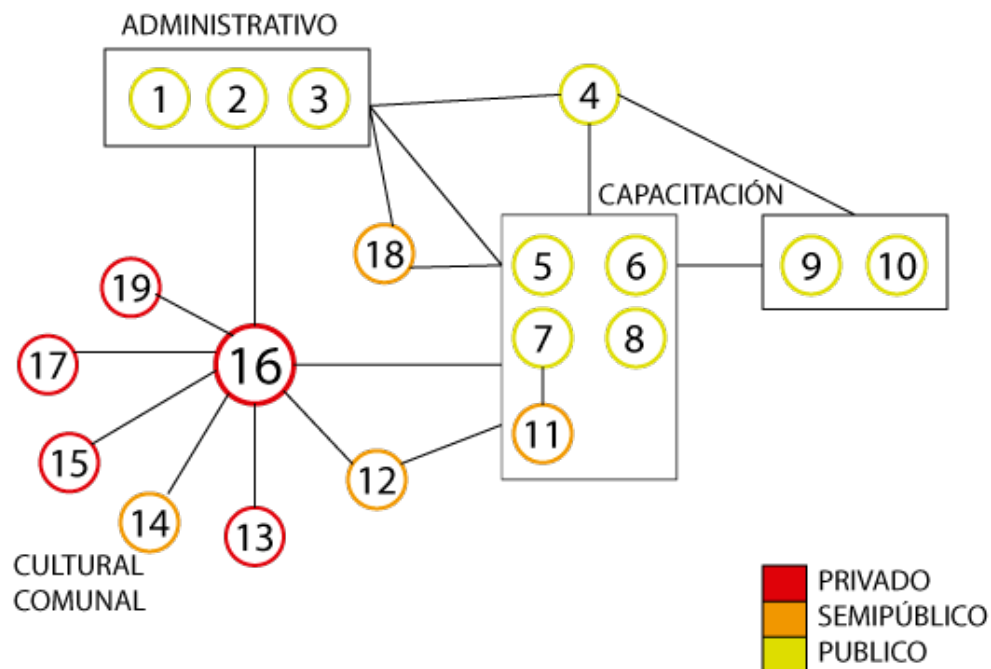 ADMINISTRATIVO
1 2 3
4
CAPACITACIÓN
18
5 6
9 10
19
7 8
17
16
11
15
12
14
13
CULTURAL
COMUNAL
PRIVADO
SEMIPÚBLICO
PUBLICO